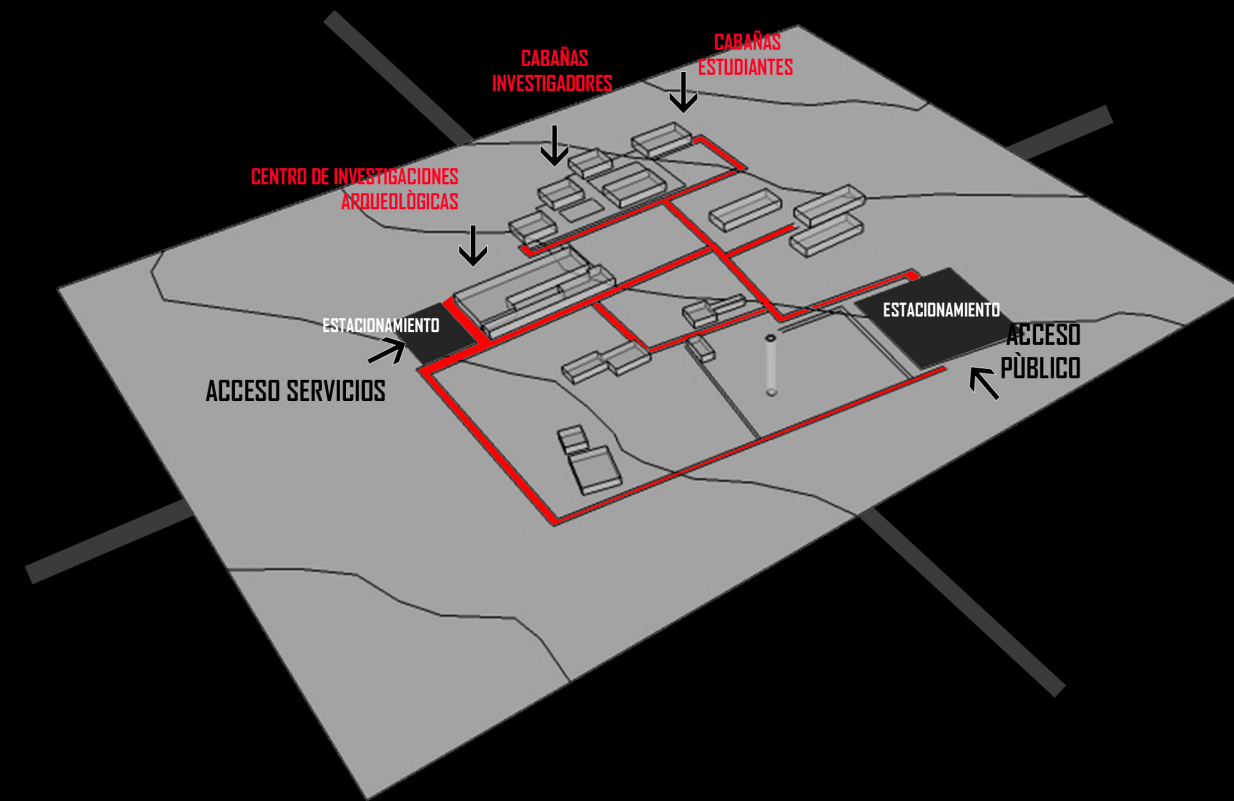 CABAÑAS
ESTUDIANTES
CABAÑAS
INVESTIGADORES
CENTRO DE INVESTIGACIONES
ARQUEOLÒGICAS
ESTACIONAMIENTO
ESTACIONAMIENTO
ACCESO
PÙBLICO
ACCESO SERVICIOS